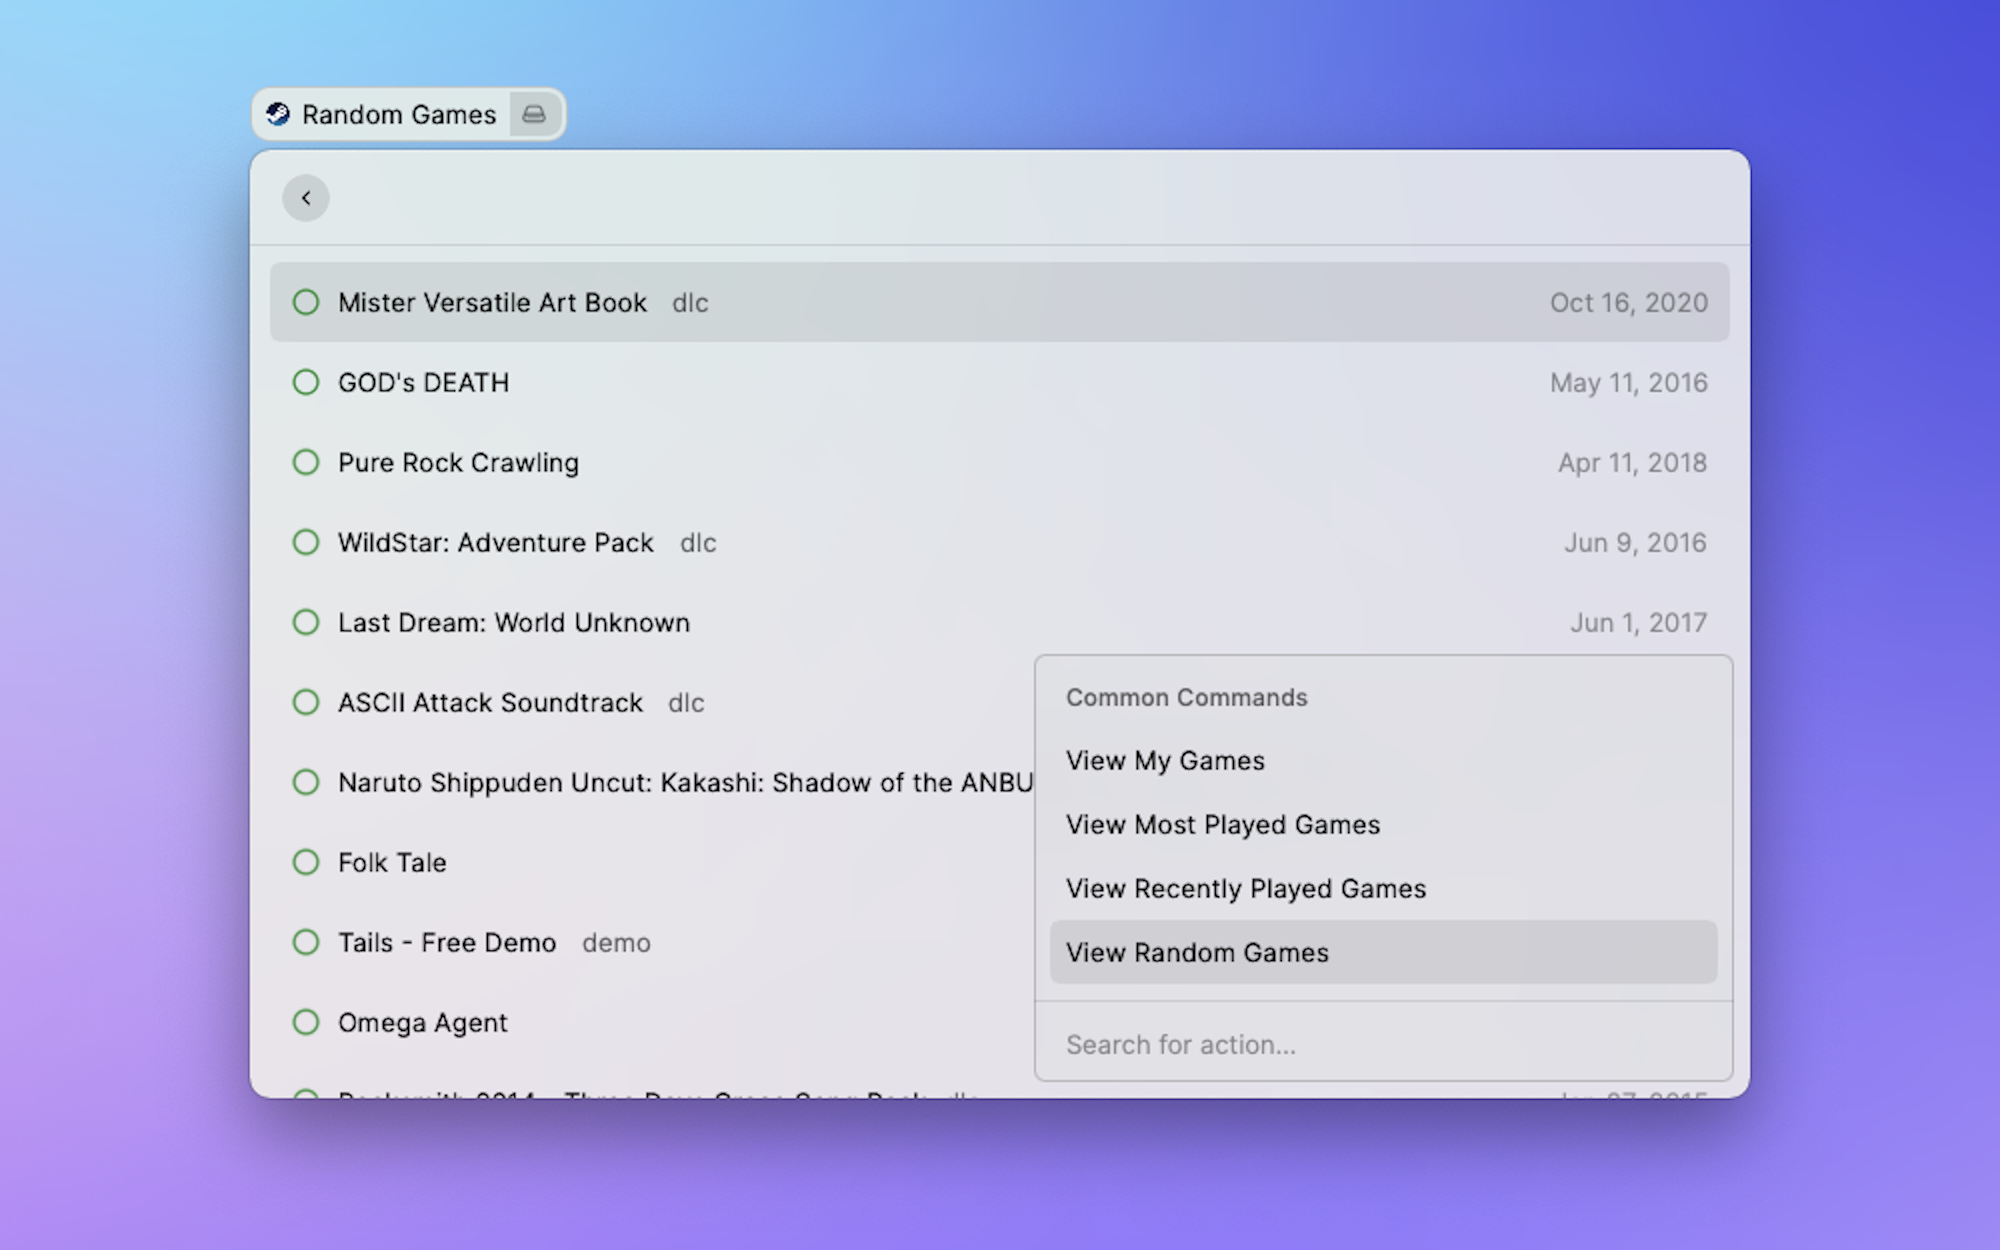 Random Games
Mister Versatile Art Book dlc Oct 16, 2020
GOD's DEATH May 11, 2016
Pure Rock Crawling Apr 11, 2018
WildStar: Adventure Pack dlc Jun 9, 2016
Last Dream: World Unknown Jun 1, 2017
ASCII Attack Soundtrack dlc
Naruto Shippuden Uncut: Kakashi: Shadow of the ANBU
Folk Tale
Tails - Free Demo demo
Omega Agent
Common Commands
View My Games
View Most Played Games
View Recently Played Games
View Random Games
Search for action...